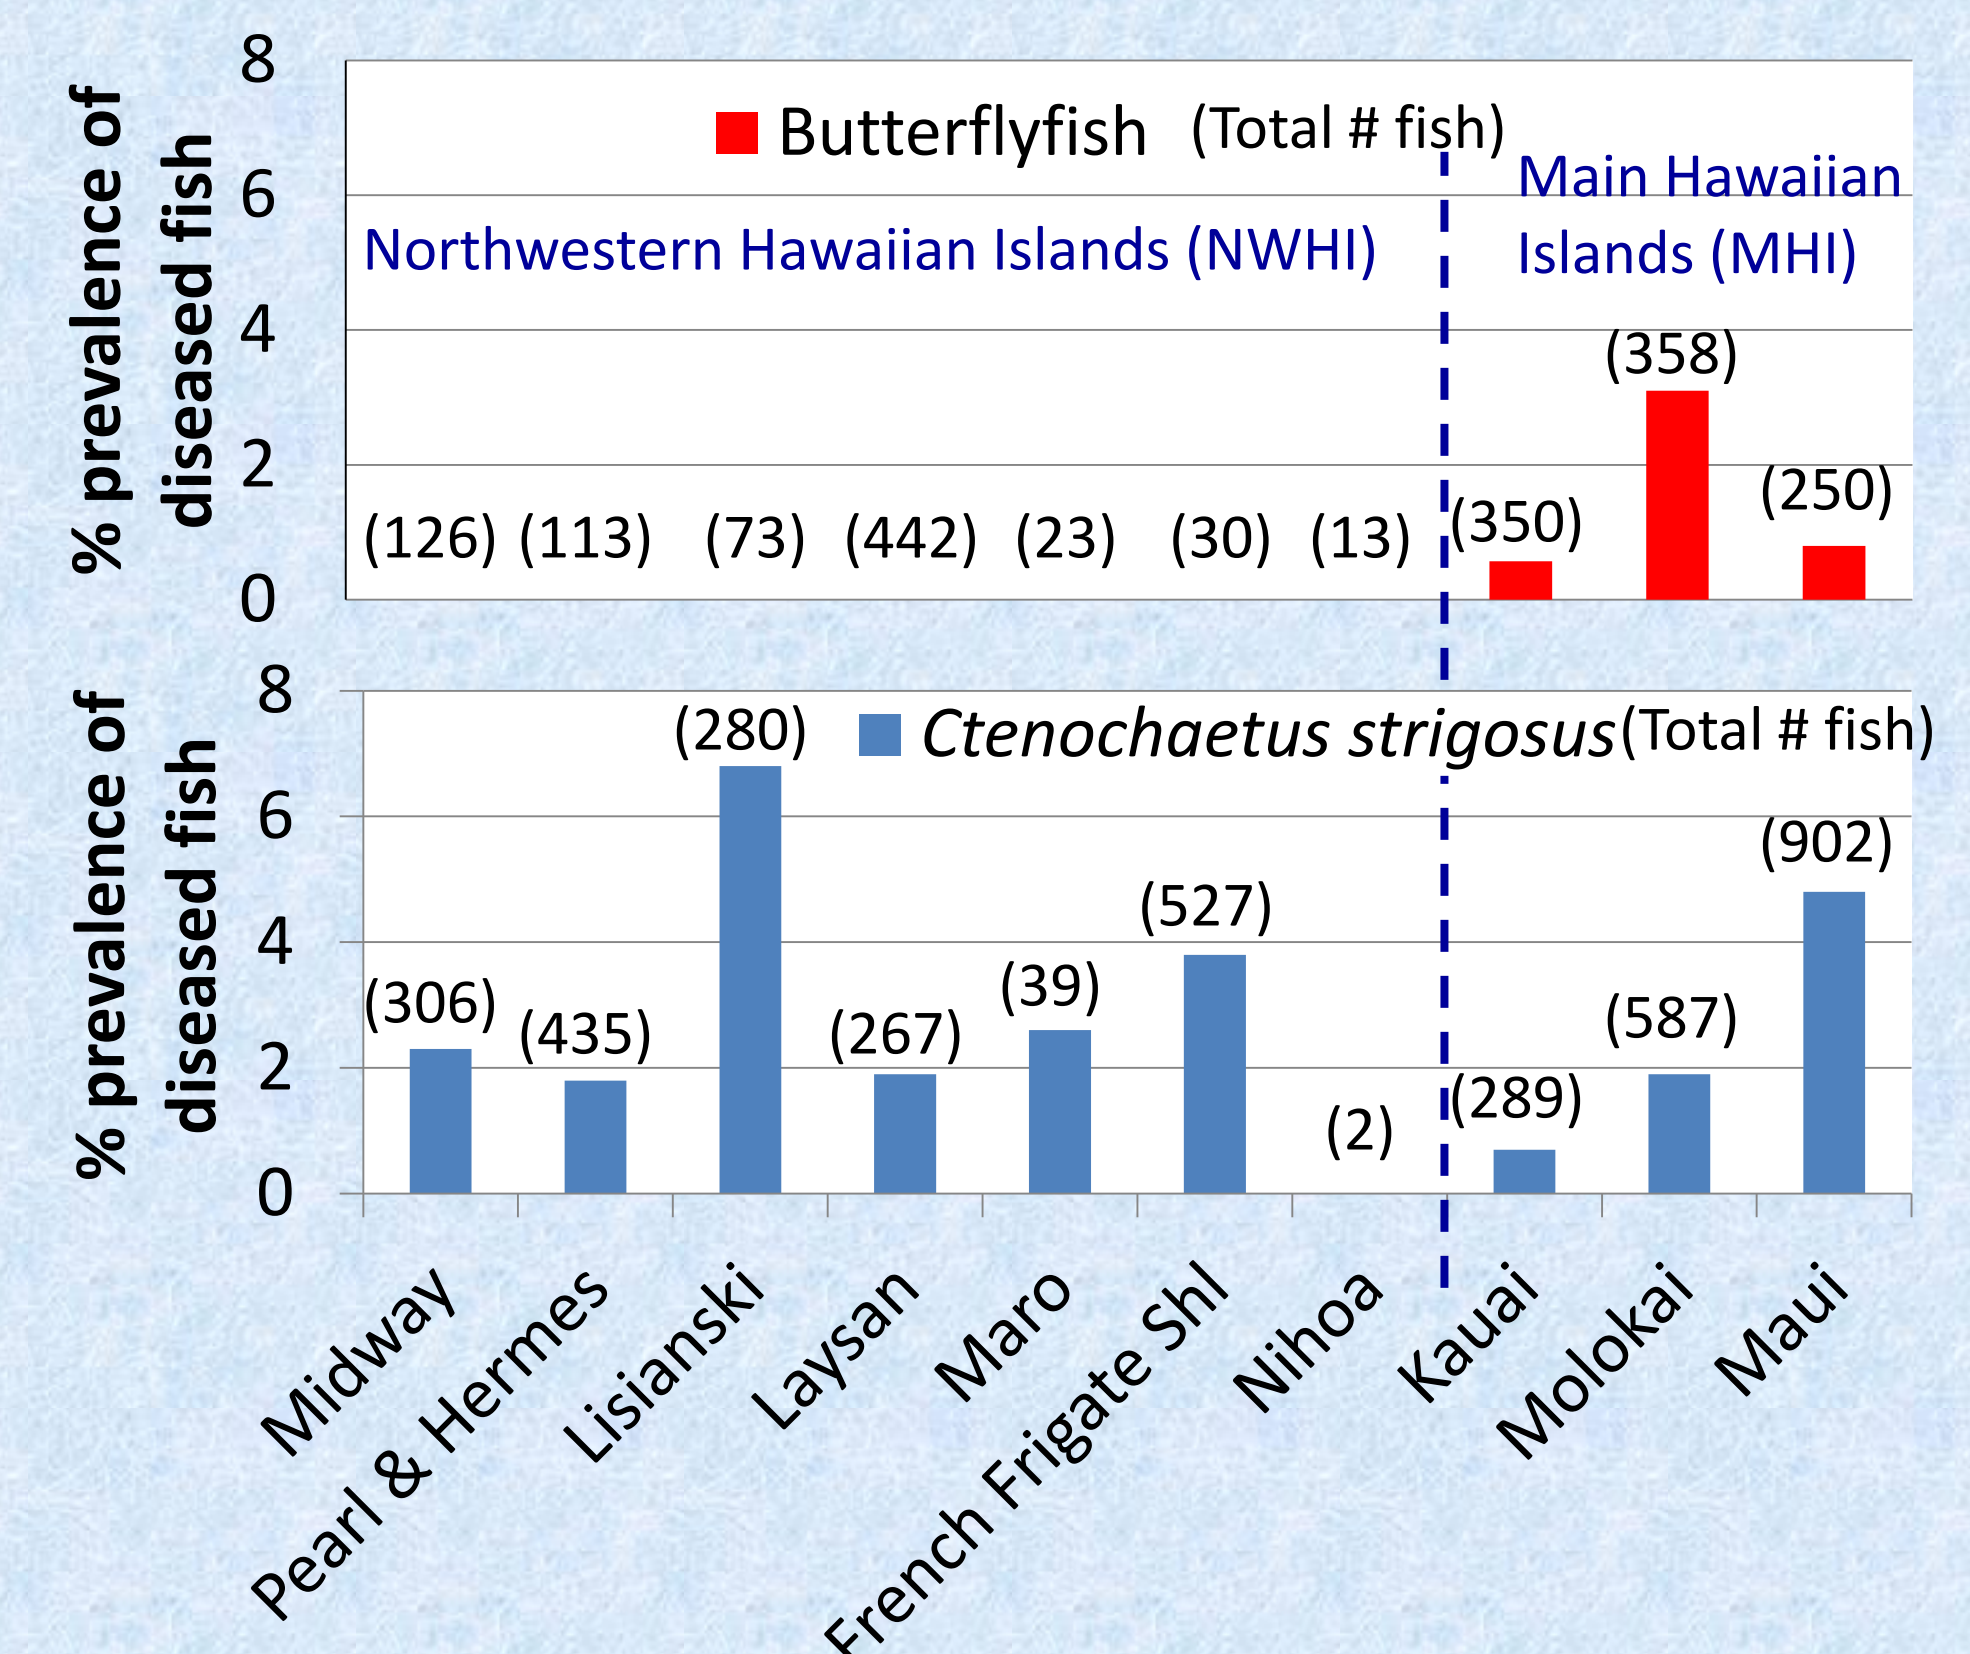 % prevalence of
diseased fish
8
6
4
2
0
Butterflyfish (Total # fish)
Northwestern Hawaiian Islands (NWHI)
Main Hawaiian
Islands (MHI)
(126) (113) (73) (442) (23) (30) (13) (350) (358) (250)
% prevalence of
diseased fish
8
6
4
2
0
Ctenochaetus strigosus (Total # fish)
(306) (435) (280) (267) (39) (527) (2) (289) (587) (902)
Midway
Pearl & Hermes
Lisianski
Laysan
Maro
French Frigate Shl
Nihoa
Kauai
Molokai
Maui